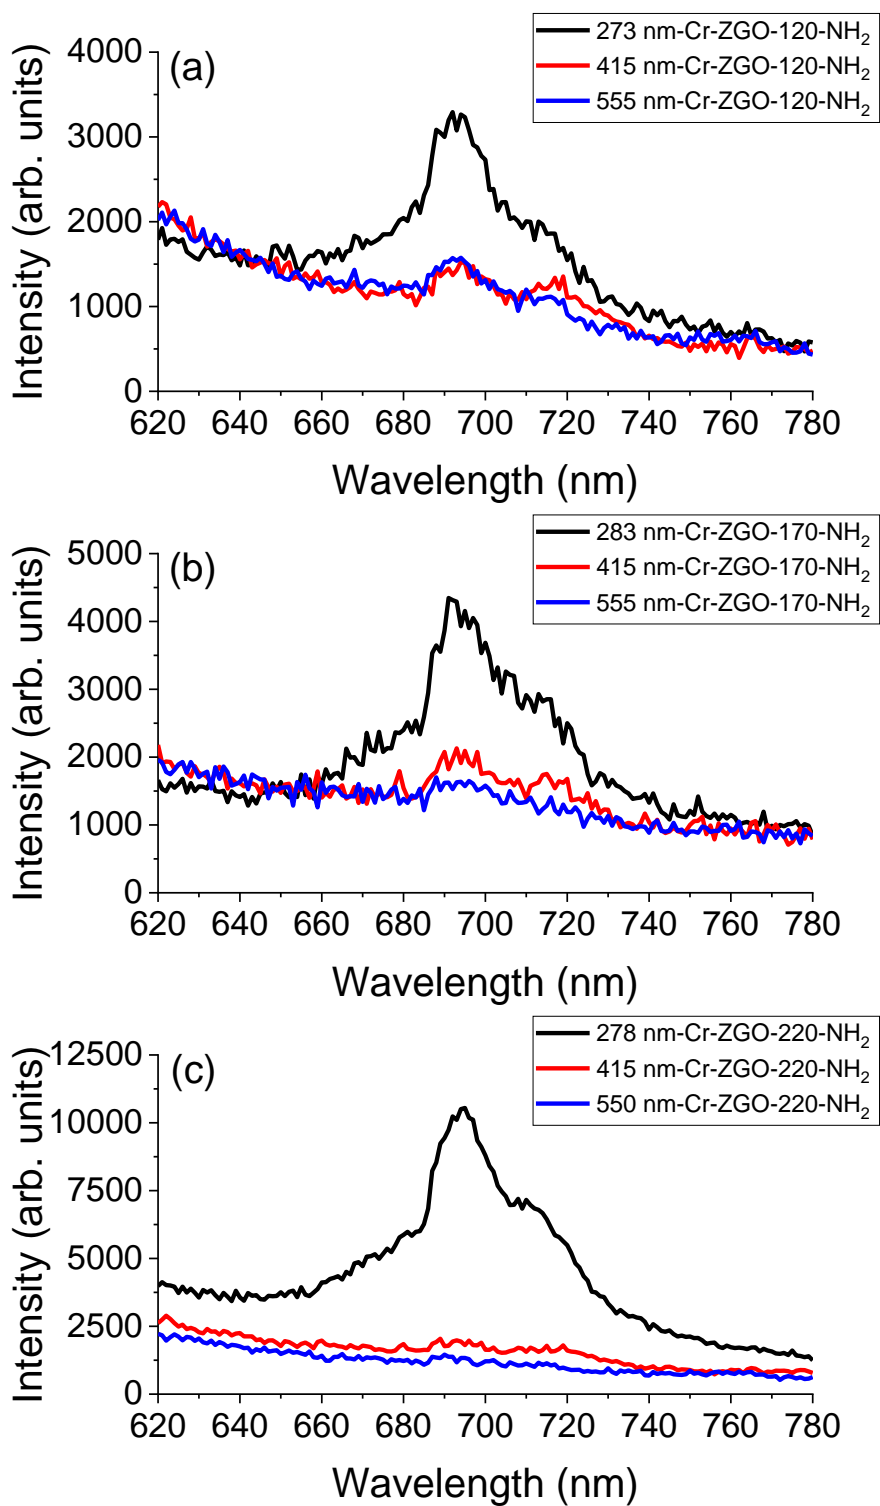 (a)
273 nm-Cr-ZGO-120-NH2
415 nm-Cr-ZGO-120-NH2
555 nm-Cr-ZGO-120-NH2
Intensity (arb. units)
4000
3000
2000
1000
0
620 640 660 680 700 720 740 760 780
Wavelength (nm)
(b)
283 nm-Cr-ZGO-170-NH2
415 nm-Cr-ZGO-170-NH2
555 nm-Cr-ZGO-170-NH2
Intensity (arb. units)
5000
4000
3000
2000
1000
0
620 640 660 680 700 720 740 760 780
Wavelength (nm)
(c)
278 nm-Cr-ZGO-220-NH2
415 nm-Cr-ZGO-220-NH2
550 nm-Cr-ZGO-220-NH2
Intensity (arb. units)
12500
10000
7500
5000
2500
0
620 640 660 680 700 720 740 760 780
Wavelength (nm)